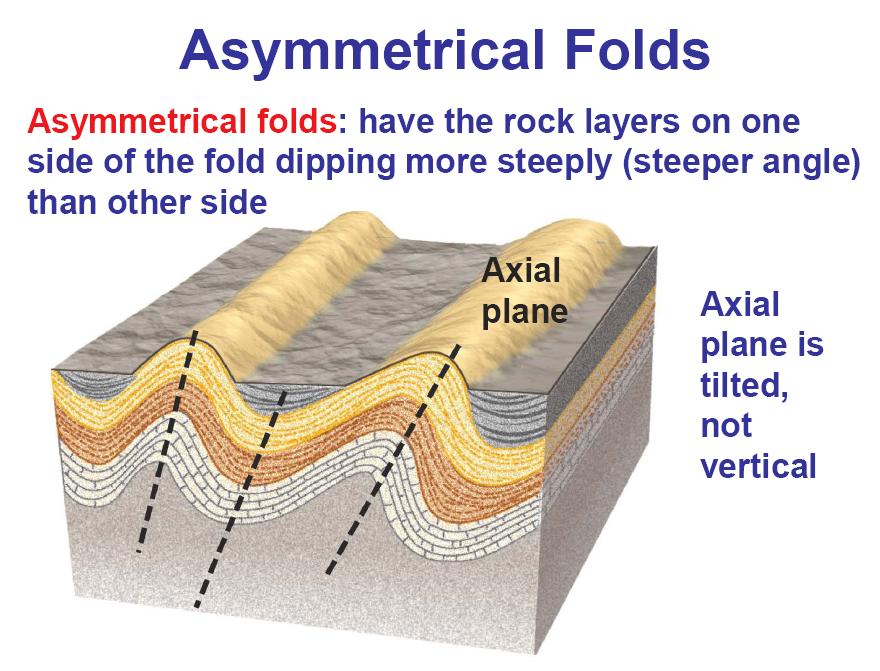 Asymmetrical Folds
Asymmetrical folds: have the rock layers on one
side of the fold dipping more steeply (steeper angle)
than other side
Axial
plane
Axial
plane is
tilted,
not
vertical